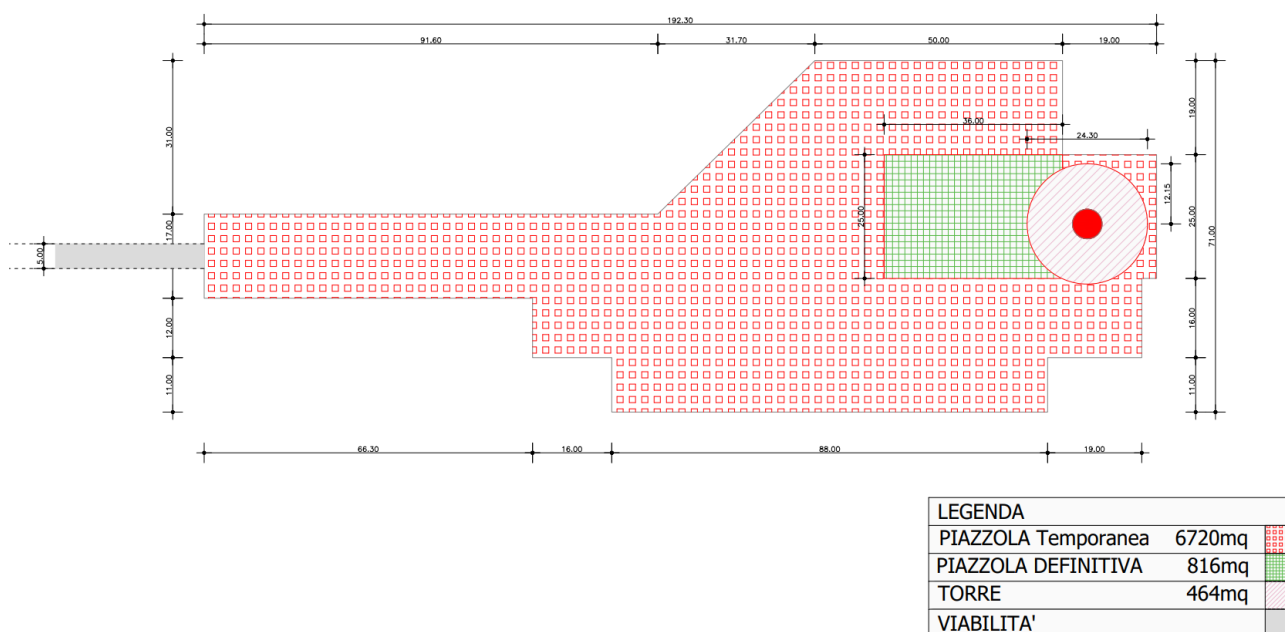 192.30
91.60 31.70 50.00 19.00
31.00
19.00
36.00
24.30
12.15
17.00
5.00
25.00
25.00
71.00
12.00
16.00
11.00
11.00
66.30 16.00 88.00 19.00
LEGENDA
PIAZZOLA Temporanea 6720mq
PIAZZOLA DEFINITIVA 816mq
TORRE 464mq
VIABILITA'